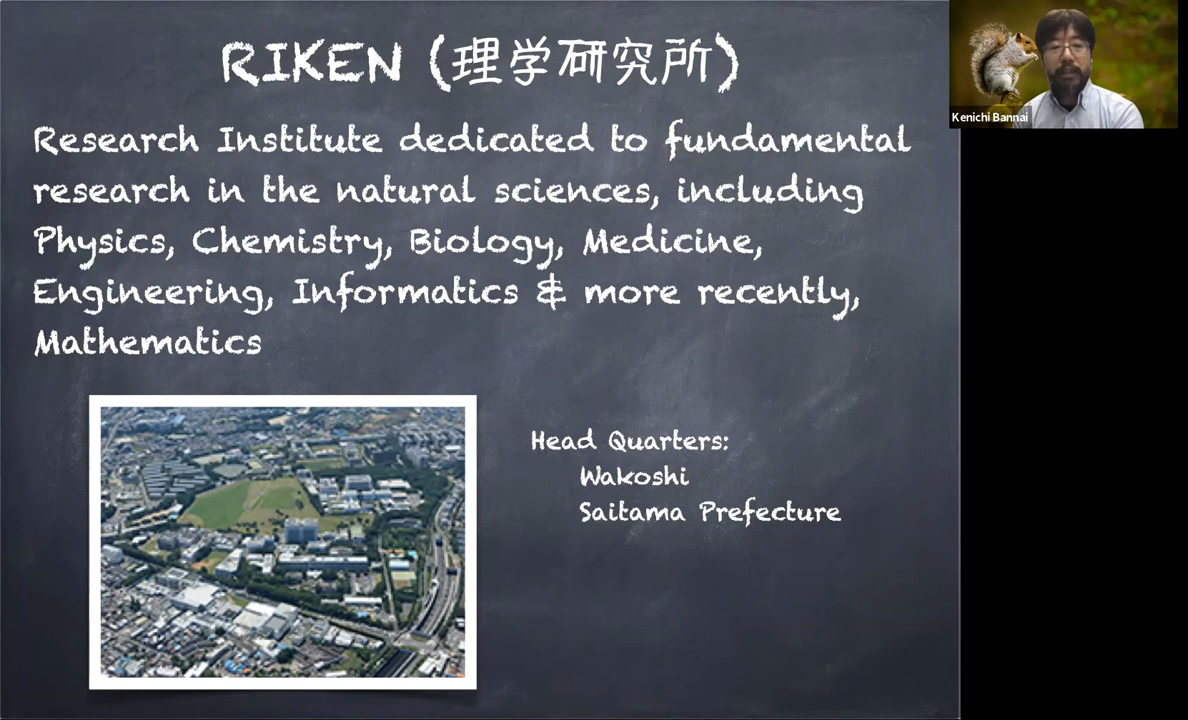 RIKEN (理学研究所)
Research Institute dedicated to fundamental
research in the natural sciences, including
Physics, Chemistry, Biology, Medicine,
Engineering, Informatics & more recently,
Mathematics
Head Quarters:
Wakoshi
Saitama Prefecture
Kenichi Bannai